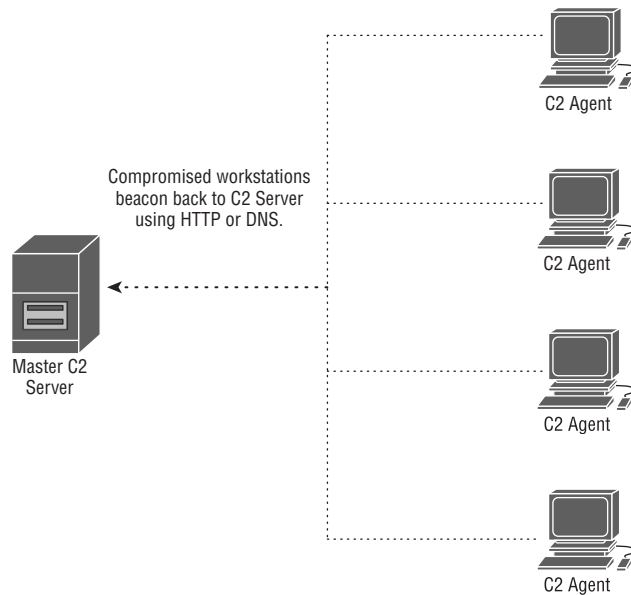 C2 Agent
Compromised workstations
beacon back to C2 Server
using HTTP or DNS.
C2 Agent
Master C2
Server
C2 Agent
C2 Agent